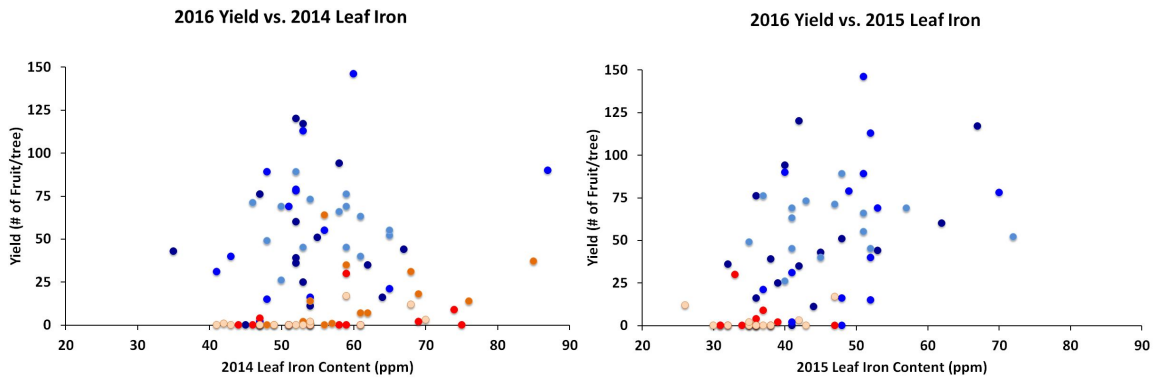 2016 Yield vs. 2014 Leaf Iron
150
125
100
75
50
25
0
Yield (# of Fruit/tree)
20 30 40 50 60 70 80 90
2014 Leaf Iron Content (ppm)
2016 Yield vs. 2015 Leaf Iron
150
125
100
75
50
25
0
Yield (# of Fruit/tree)
20 30 40 50 60 70 80 90
2015 Leaf Iron Content (ppm)